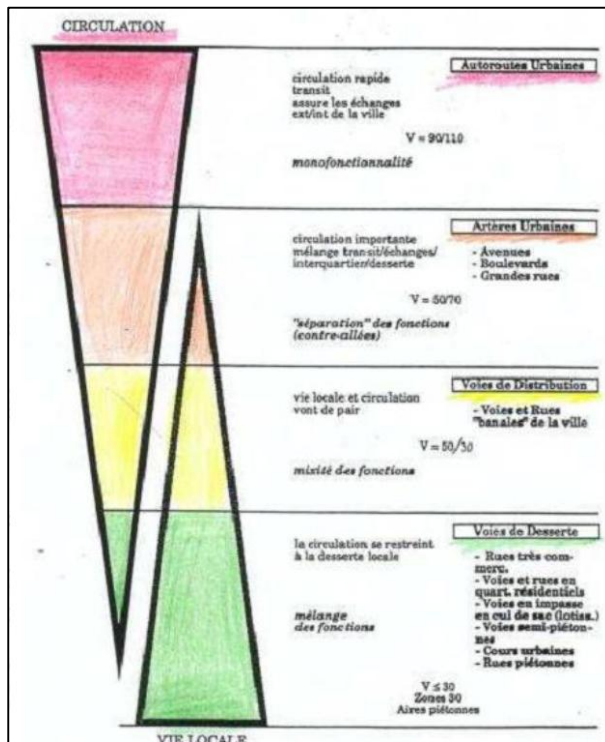 CIRCULATION
Autoroutes Urbaines
circulation rapide
transit
assure les échanges
ext/int de la ville
V = 90/110
monofonctionnalité
Artères Urbaines
circulation importante
mélange transit/échanges/
interquartier/desserte
- Avenues
- Boulevards
- Grandes rues
V = 50/70
"séparation" des fonctions
(contre-allées)
Voies de Distribution
vie locale et circulation
vont de pair
- Voies et Rues
"banales" de la ville
V = 50/30
mixité des fonctions
Voies de Desserte
la circulation se restreint
à la desserte locale
- Rues très com-
merc.
- Voies et rues en
quart. résidentiels
- Voies en impasse
en cul de sac (lotiss.)
- Voies semi-piéton-
nes
- Cours urbaines
- Rues piétonnes
mélange
des fonctions
V ≤ 30
Zones 30
Aires piétonnes
VIE LOCALE